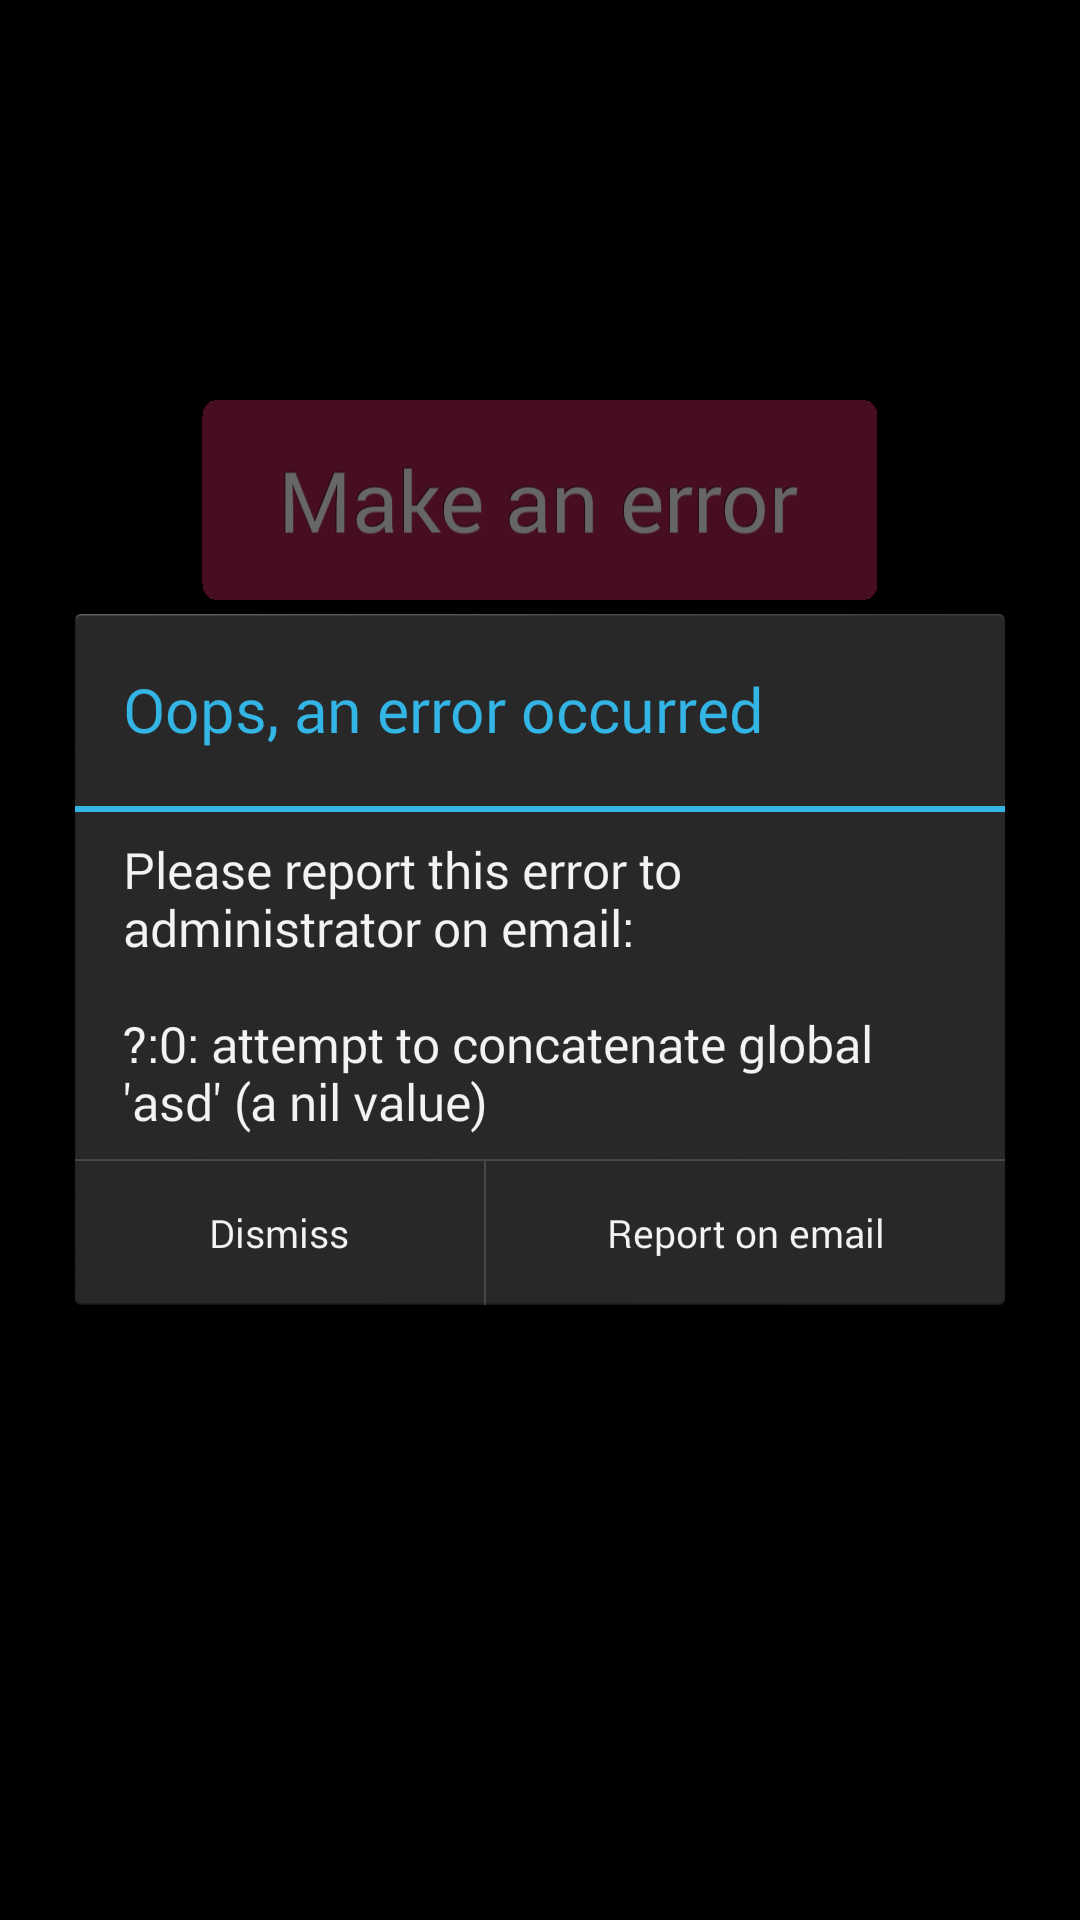 Make an error
Oops, an error occurred
Please report this error to
administrator on email:
?:0: attempt to concatenate global
'asd' (a nil value)
Dismiss
Report on email